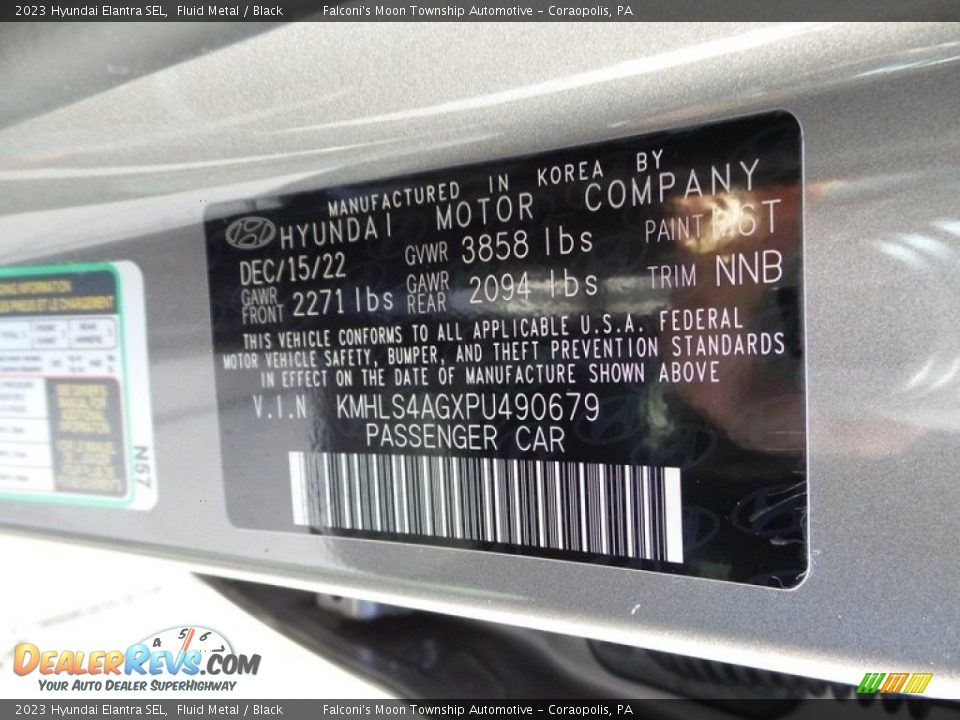 2023 Hyundai Elantra SEL, Fluid Metal / Black Falconi's Moon Township Automotive - Coraopolis, PA
MANUFACTURED IN KOREA BY
HYUNDAI MOTOR COMPANY
DEC/15/22 GVWR 3858 lbs PAINT M6T
GAWR FRONT 2271 lbs GAWR REAR 2094 lbs TRIM NNB
THIS VEHICLE CONFORMS TO ALL APPLICABLE U.S.A. FEDERAL
MOTOR VEHICLE SAFETY, BUMPER, AND THEFT PREVENTION STANDARDS
IN EFFECT ON THE DATE OF MANUFACTURE SHOWN ABOVE
V.I.N KMHLS4AGXPU490679
PASSENGER CAR
N57
4 5 6
DEALERREVS.COM
YOUR AUTO DEALER SUPERHIGHWAY
2023 Hyundai Elantra SEL, Fluid Metal / Black Falconi's Moon Township Automotive - Coraopolis, PA